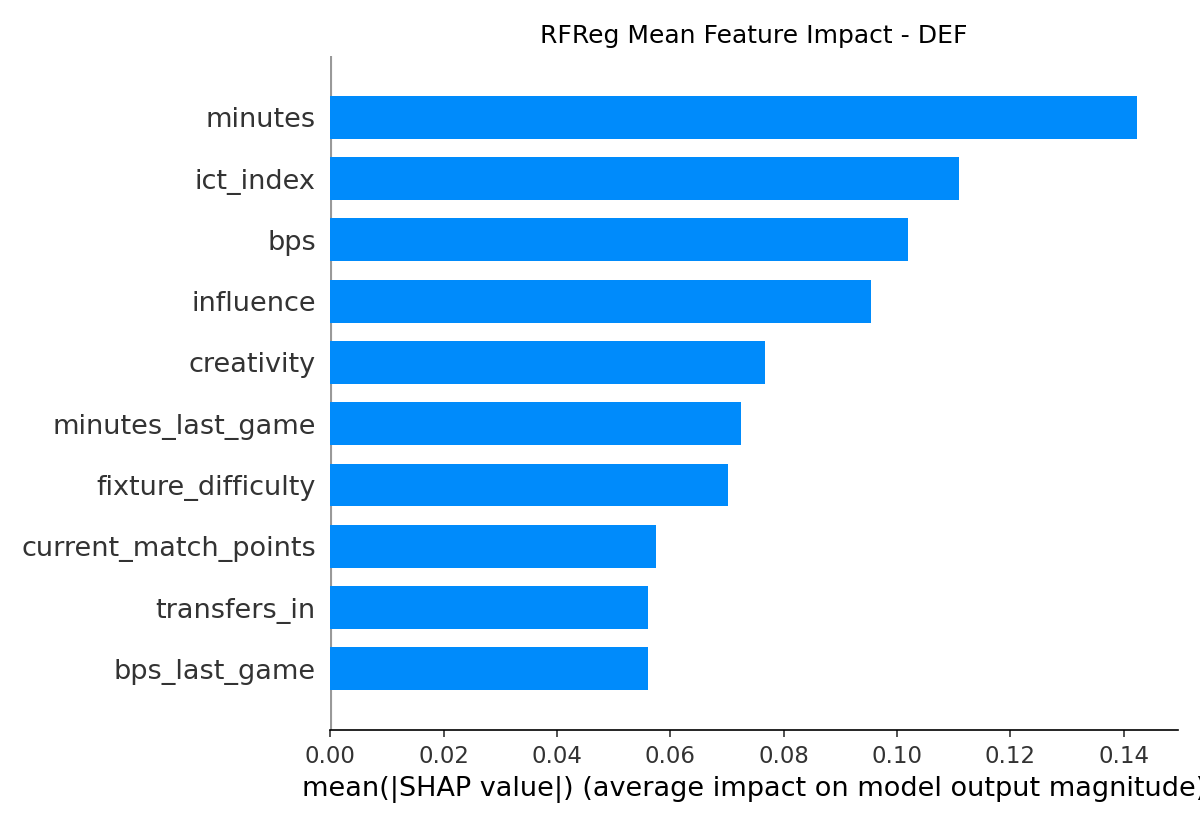 RFReg Mean Feature Impact - DEF
minutes
ict_index
bps
influence
creativity
minutes_last_game
fixture_difficulty
current_match_points
transfers_in
bps_last_game
0.00 0.02 0.04 0.06 0.08 0.10 0.12 0.14
mean(|SHAP value|) (average impact on model output magnitude)